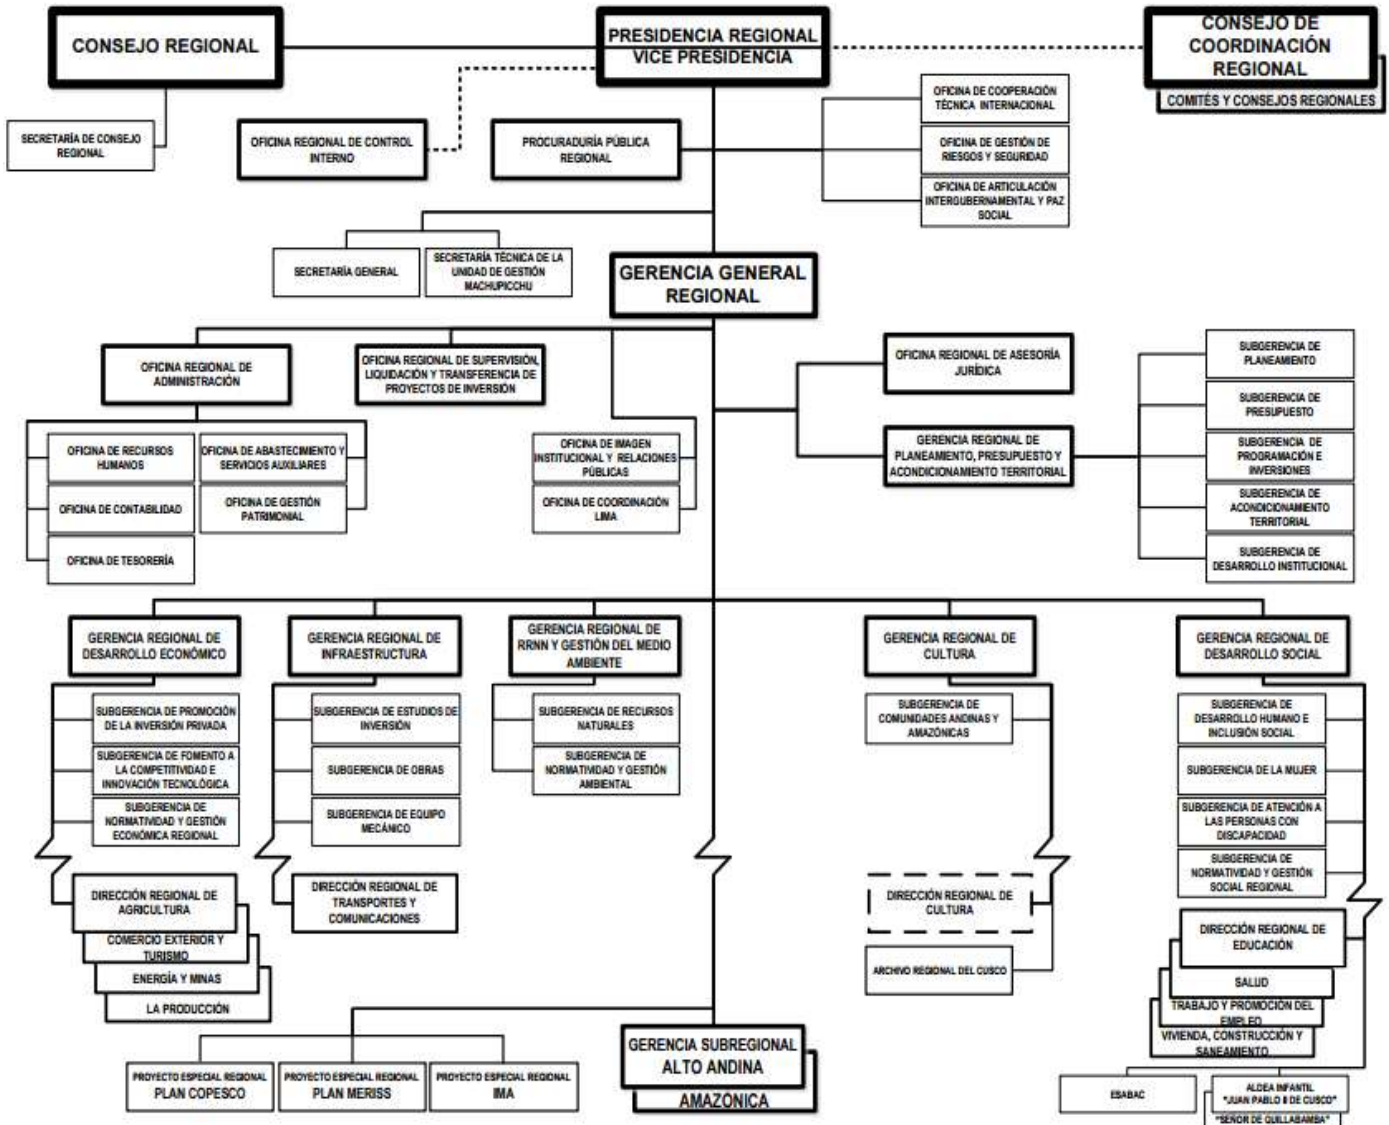 CONSEJO REGIONAL
PRESIDENCIA REGIONAL
VICE PRESIDENCIA
CONSEJO DE
COORDINACIÓN
REGIONAL
COMITÉS Y CONSEJOS REGIONALES
SECRETARÍA DE CONSEJO
REGIONAL
OFICINA REGIONAL DE CONTROL
INTERNO
PROCURADURÍA PÚBLICA
REGIONAL
OFICINA DE COOPERACIÓN
TÉCNICA INTERNACIONAL
OFICINA DE GESTIÓN DE
RIESGOS Y SEGURIDAD
OFICINA DE ARTICULACIÓN
INTERGUBERNAMENTAL Y PAZ
SOCIAL
SECRETARÍA GENERAL
SECRETARÍA TÉCNICA DE LA
UNIDAD DE GESTIÓN
MACHUPICCHU
GERENCIA GENERAL
REGIONAL
OFICINA REGIONAL DE
ADMINISTRACIÓN
OFICINA REGIONAL DE SUPERVISIÓN,
LIQUIDACIÓN Y TRANSFERENCIA DE
PROYECTOS DE INVERSIÓN
OFICINA REGIONAL DE ASESORÍA
JURÍDICA
GERENCIA REGIONAL DE
PLANEAMIENTO, PRESUPUESTO Y
ACONDICIONAMIENTO TERRITORIAL
SUBGERENCIA DE
PLANEAMIENTO
SUBGERENCIA DE
PRESUPUESTO
SUBGERENCIA DE
PROGRAMACIÓN E
INVERSIONES
SUBGERENCIA DE
ACONDICIONAMIENTO
TERRITORIAL
SUBGERENCIA DE
DESARROLLO INSTITUCIONAL
OFICINA DE RECURSOS
HUMANOS
OFICINA DE ABASTECIMIENTO Y
SERVICIOS AUXILIARES
OFICINA DE CONTABILIDAD
OFICINA DE GESTIÓN
PATRIMONIAL
OFICINA DE TESORERÍA
OFICINA DE IMAGEN
INSTITUCIONAL Y RELACIONES
PÚBLICAS
OFICINA DE COORDINACIÓN
LIMA
GERENCIA REGIONAL DE
DESARROLLO ECONÓMICO
SUBGERENCIA DE PROMOCIÓN
DE LA INVERSIÓN PRIVADA
SUBGERENCIA DE FOMENTO A
LA COMPETITIVIDAD E
INNOVACIÓN TECNOLÓGICA
SUBGERENCIA DE
NORMATIVIDAD Y GESTIÓN
ECONÓMICA REGIONAL
DIRECCIÓN REGIONAL DE
AGRICULTURA
COMERCIO EXTERIOR Y
TURISMO
ENERGÍA Y MINAS
LA PRODUCCIÓN
GERENCIA REGIONAL DE
INFRAESTRUCTURA
SUBGERENCIA DE ESTUDIOS DE
INVERSIÓN
SUBGERENCIA DE OBRAS
SUBGERENCIA DE EQUIPO
MECÁNICO
DIRECCIÓN REGIONAL DE
TRANSPORTES Y
COMUNICACIONES
GERENCIA REGIONAL DE
RRNN Y GESTIÓN DEL MEDIO
AMBIENTE
SUBGERENCIA DE RECURSOS
NATURALES
SUBGERENCIA DE
NORMATIVIDAD Y GESTIÓN
AMBIENTAL
GERENCIA REGIONAL DE
CULTURA
SUBGERENCIA DE
COMUNIDADES ANDINAS Y
AMAZÓNICAS
DIRECCIÓN REGIONAL DE
CULTURA
ARCHIVO REGIONAL DEL CUSCO
GERENCIA REGIONAL DE
DESARROLLO SOCIAL
SUBGERENCIA DE
DESARROLLO HUMANO E
INCLUSIÓN SOCIAL
SUBGERENCIA DE LA MUJER
SUBGERENCIA DE ATENCIÓN A
LAS PERSONAS CON
DISCAPACIDAD
SUBGERENCIA DE
NORMATIVIDAD Y GESTIÓN
SOCIAL REGIONAL
DIRECCIÓN REGIONAL DE
EDUCACIÓN
SALUD
TRABAJO Y PROMOCIÓN DEL
EMPLEO
VIVIENDA, CONSTRUCCIÓN Y
SANEAMIENTO
PROYECTO ESPECIAL REGIONAL
PLAN COPESCO
PROYECTO ESPECIAL REGIONAL
PLAN MERISS
PROYECTO ESPECIAL REGIONAL
IMA
GERENCIA SUBREGIONAL
ALTO ANDINA
AMAZÓNICA
ESABAC
ALDEA INFANTIL
"JUAN PABLO II DE CUSCO"
"SEÑOR DE QUILLABAMBA"